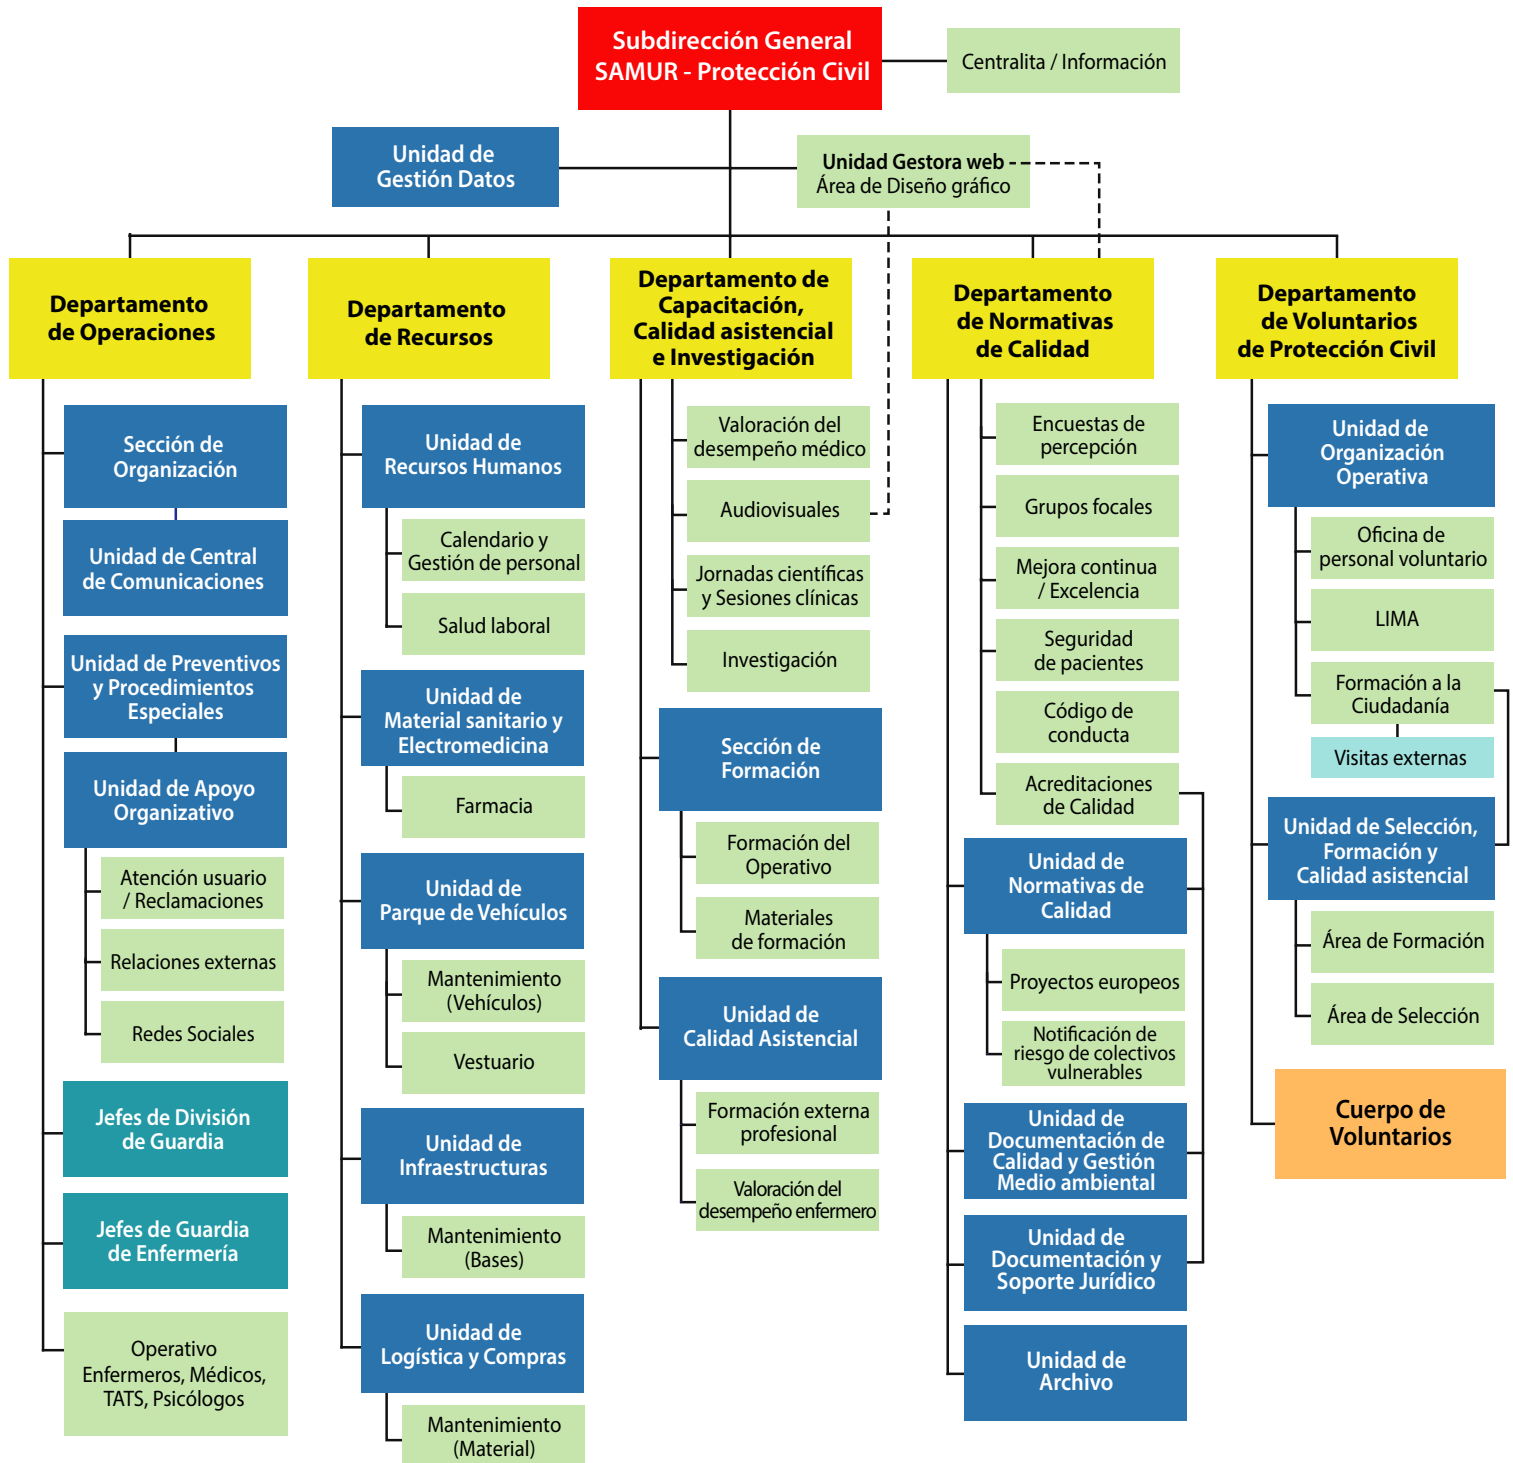 Subdirección General
SAMUR - Protección Civil
Centralita / Información
Unidad de
Gestión Datos
Unidad Gestora web
Área de Diseño gráfico
Departamento
de Operaciones
Sección de
Organización
Unidad de Central
de Comunicaciones
Unidad de Preventivos
y Procedimientos
Especiales
Unidad de Apoyo
Organizativo
Atención usuario
/ Reclamaciones
Relaciones externas
Redes Sociales
Jefes de División
de Guardia
Jefes de Guardia
de Enfermería
Operativo
Enfermeros, Médicos,
TATS, Psicólogos
Departamento
de Recursos
Unidad de
Recursos Humanos
Calendario y
Gestión de personal
Salud laboral
Unidad de
Material sanitario y
Electromedicina
Farmacia
Unidad de
Parque de Vehículos
Mantenimiento
(Vehículos)
Vestuario
Unidad de
Infraestructuras
Mantenimiento
(Bases)
Unidad de
Logística y Compras
Mantenimiento
(Material)
Departamento de
Capacitación,
Calidad asistencial
e Investigación
Valoración del
desempeño médico
Audiovisuales
Jornadas científicas
y Sesiones clínicas
Investigación
Sección de
Formación
Formación del
Operativo
Materiales
de formación
Unidad de
Calidad Asistencial
Formación externa
profesional
Valoración del
desempeño enfermero
Departamento
de Normativas
de Calidad
Encuestas de
percepción
Grupos focales
Mejora continua
/ Excelencia
Seguridad
de pacientes
Código de
conducta
Acreditaciones
de Calidad
Unidad de
Normativas de
Calidad
Proyectos europeos
Notificación de
riesgo de colectivos
vulnerables
Unidad de
Documentación de
Calidad y Gestión
Medio ambiental
Unidad de
Documentación y
Soporte Jurídico
Unidad de
Archivo
Departamento
de Voluntarios
de Protección Civil
Unidad de
Organización
Operativa
Oficina de
personal voluntario
LIMA
Formación a la
Ciudadanía
Visitas externas
Unidad de Selección,
Formación y
Calidad asistencial
Área de Formación
Área de Selección
Cuerpo de
Voluntarios